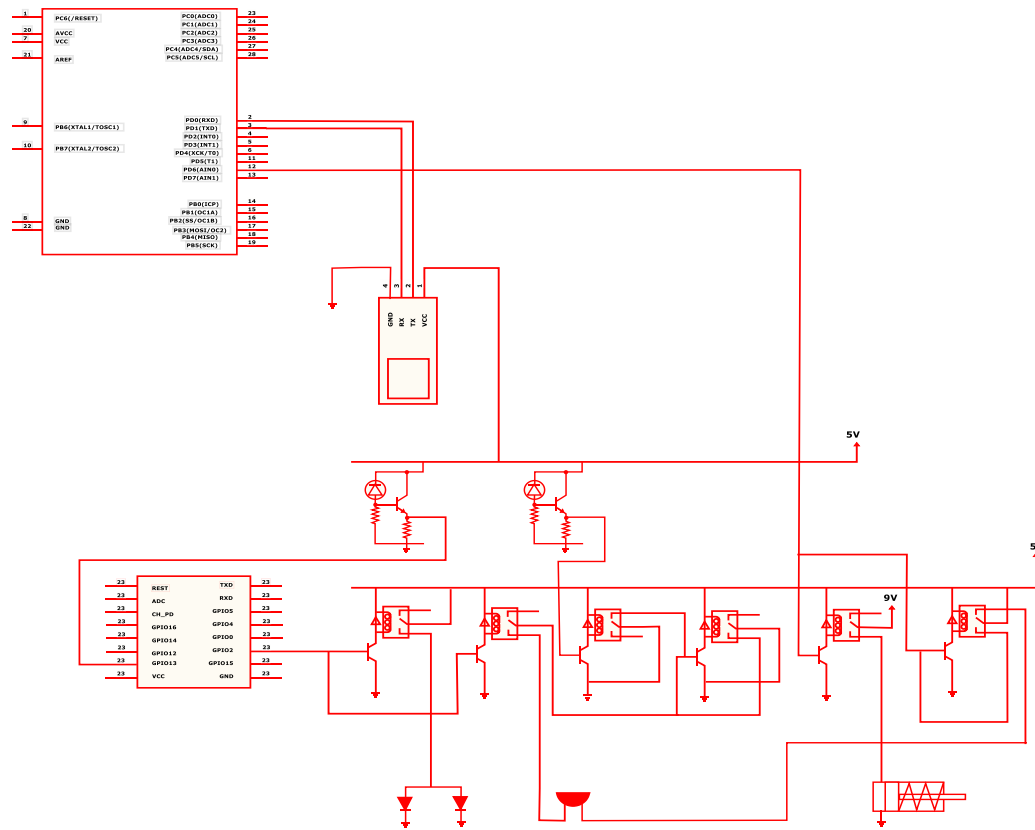 1 PC6(/RESET) PC0(ADC0) 23
PC1(ADC1) 24
20 AVCC PC2(ADC2) 25
7 VCC PC3(ADC3) 26
PC4(ADC4/SDA) 27
21 AREF PC5(ADC5/SCL) 28
PD0(RXD) 2
9 PB6(XTAL1/TOSC1) PD1(TXD) 3
PD2(INT0) 4
PD3(INT1) 5
10 PB7(XTAL2/TOSC2) PD4(XCK/T0) 6
PD5(T1) 11
PD6(AIN0) 12
PD7(AIN1) 13
PB0(ICP) 14
PB1(OC1A) 15
8 GND PB2(SS/OC1B) 16
22 GND PB3(MOSI/OC2) 17
PB4(MISO) 18
PB5(SCK) 19
4 3 2 1
GND RX TX VCC
5V
5
23 REST TXD 23
23 ADC RXD 23
23 CH_PD GPIO5 23
23 GPIO16 GPIO4 23
23 GPIO14 GPIO0 23
23 GPIO12 GPIO2 23
23 GPIO13 GPIO15 23
23 VCC GND 23
9V